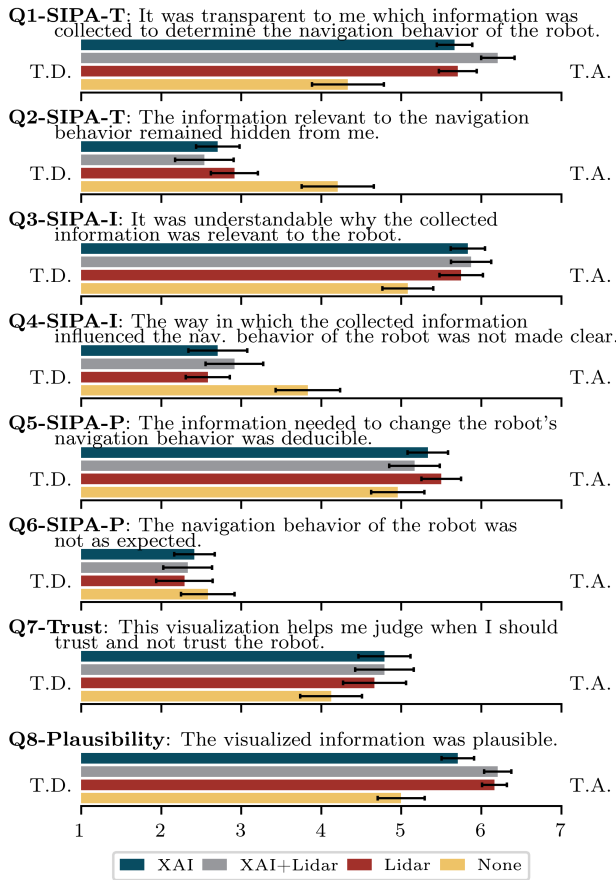 Q1-SIPA-T: It was transparent to me which information was
collected to determine the navigation behavior of the robot.
T.D. T.A.
Q2-SIPA-T: The information relevant to the navigation
behavior remained hidden from me.
T.D. T.A.
Q3-SIPA-I: It was understandable why the collected
information was relevant to the robot.
T.D. T.A.
Q4-SIPA-I: The way in which the collected information
influenced the nav. behavior of the robot was not made clear.
T.D. T.A.
Q5-SIPA-P: The information needed to change the robot's
navigation behavior was deducible.
T.D. T.A.
Q6-SIPA-P: The navigation behavior of the robot was
not as expected.
T.D. T.A.
Q7-Trust: This visualization helps me judge when I should
trust and not trust the robot.
T.D. T.A.
Q8-Plausibility: The visualized information was plausible.
T.D. T.A.
1 2 3 4 5 6 7
XAI XAI+Lidar Lidar None